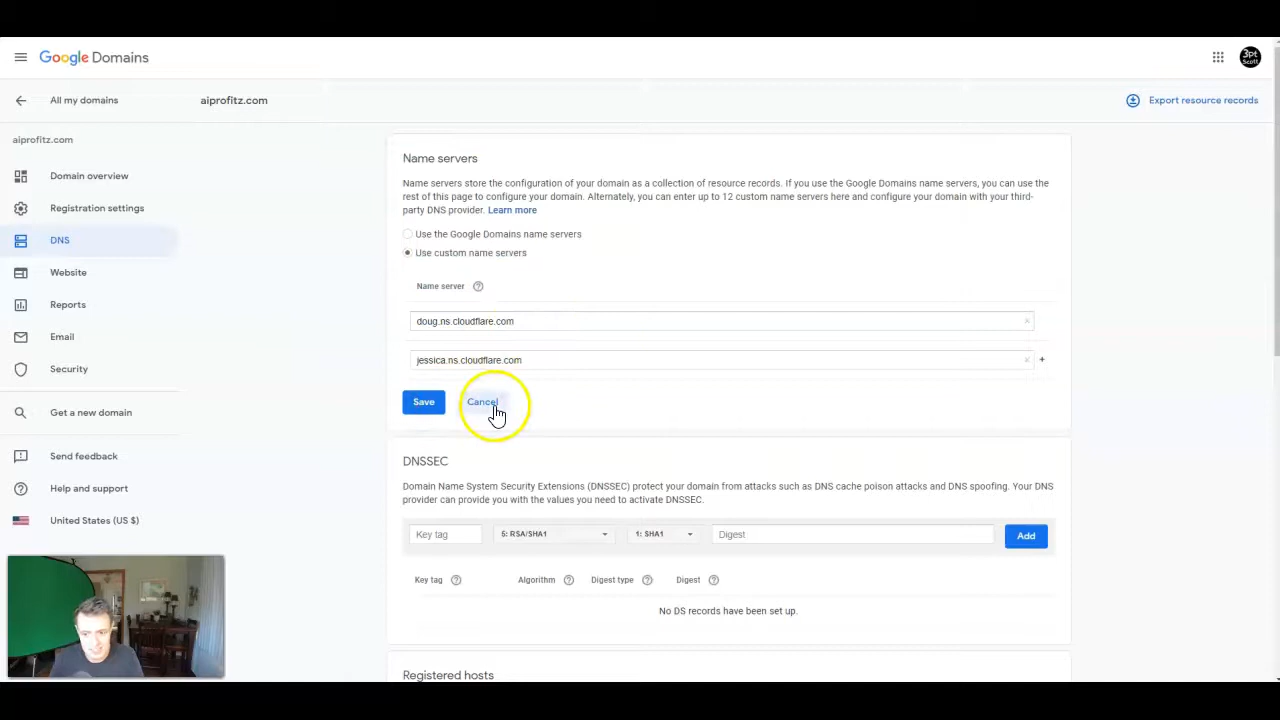 Google Domains
3pt
Scott
All my domains
aiprofitz.com
Export resource records
aiprofitz.com
Domain overview
Registration settings
DNS
Website
Reports
Email
Security
Get a new domain
Send feedback
Help and support
United States (US $)
Name servers
Name servers store the configuration of your domain as a collection of resource records. If you use the Google Domains name servers, you can use the
rest of this page to configure your domain. Alternately, you can enter up to 12 custom name servers here and configure your domain with your third-
party DNS provider. Learn more
Use the Google Domains name servers
Use custom name servers
Name server
doug.ns.cloudflare.com
jessica.ns.cloudflare.com
Save Cancel
DNSSEC
Domain Name System Security Extensions (DNSSEC) protect your domain from attacks such as DNS cache poison attacks and DNS spoofing. Your DNS
provider can provide you with the values you need to activate DNSSEC.
Key tag 5: RSA/SHA1 1: SHA1 Digest Add
Key tag Algorithm Digest type Digest
No DS records have been set up.
Registered hosts